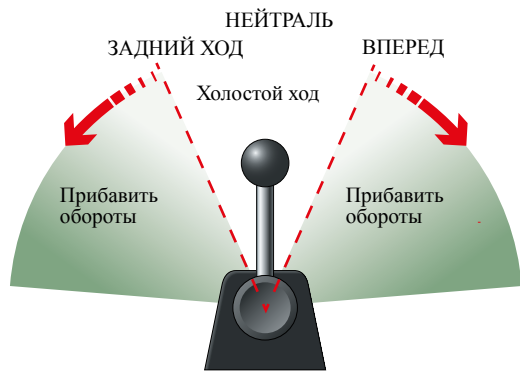 НЕЙТРАЛЬ
ЗАДНИЙ ХОД
ВПЕРЕД
Холостой ход
Прибавить
обороты
Прибавить
обороты